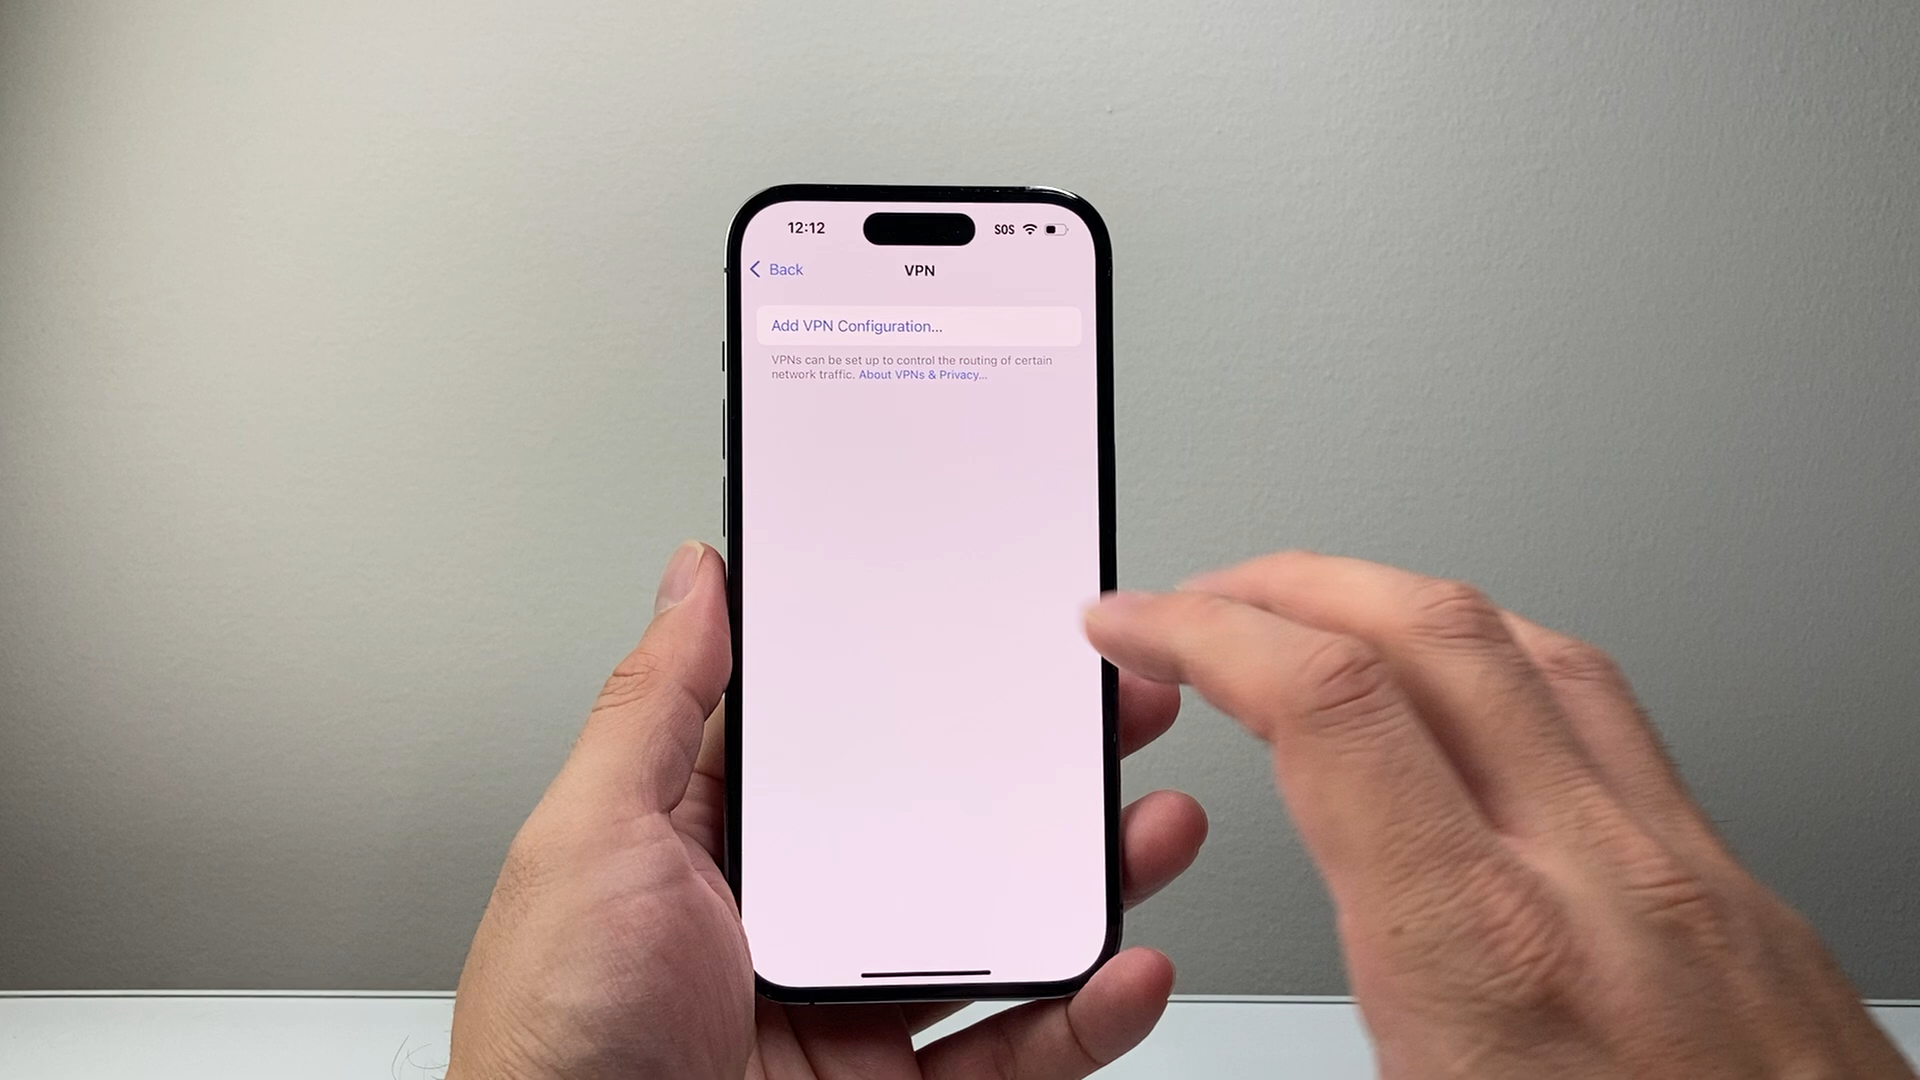 12:12
SOS
Back
VPN
Add VPN Configuration...
VPNs can be set up to control the routing of certain
network traffic. About VPNs & Privacy...